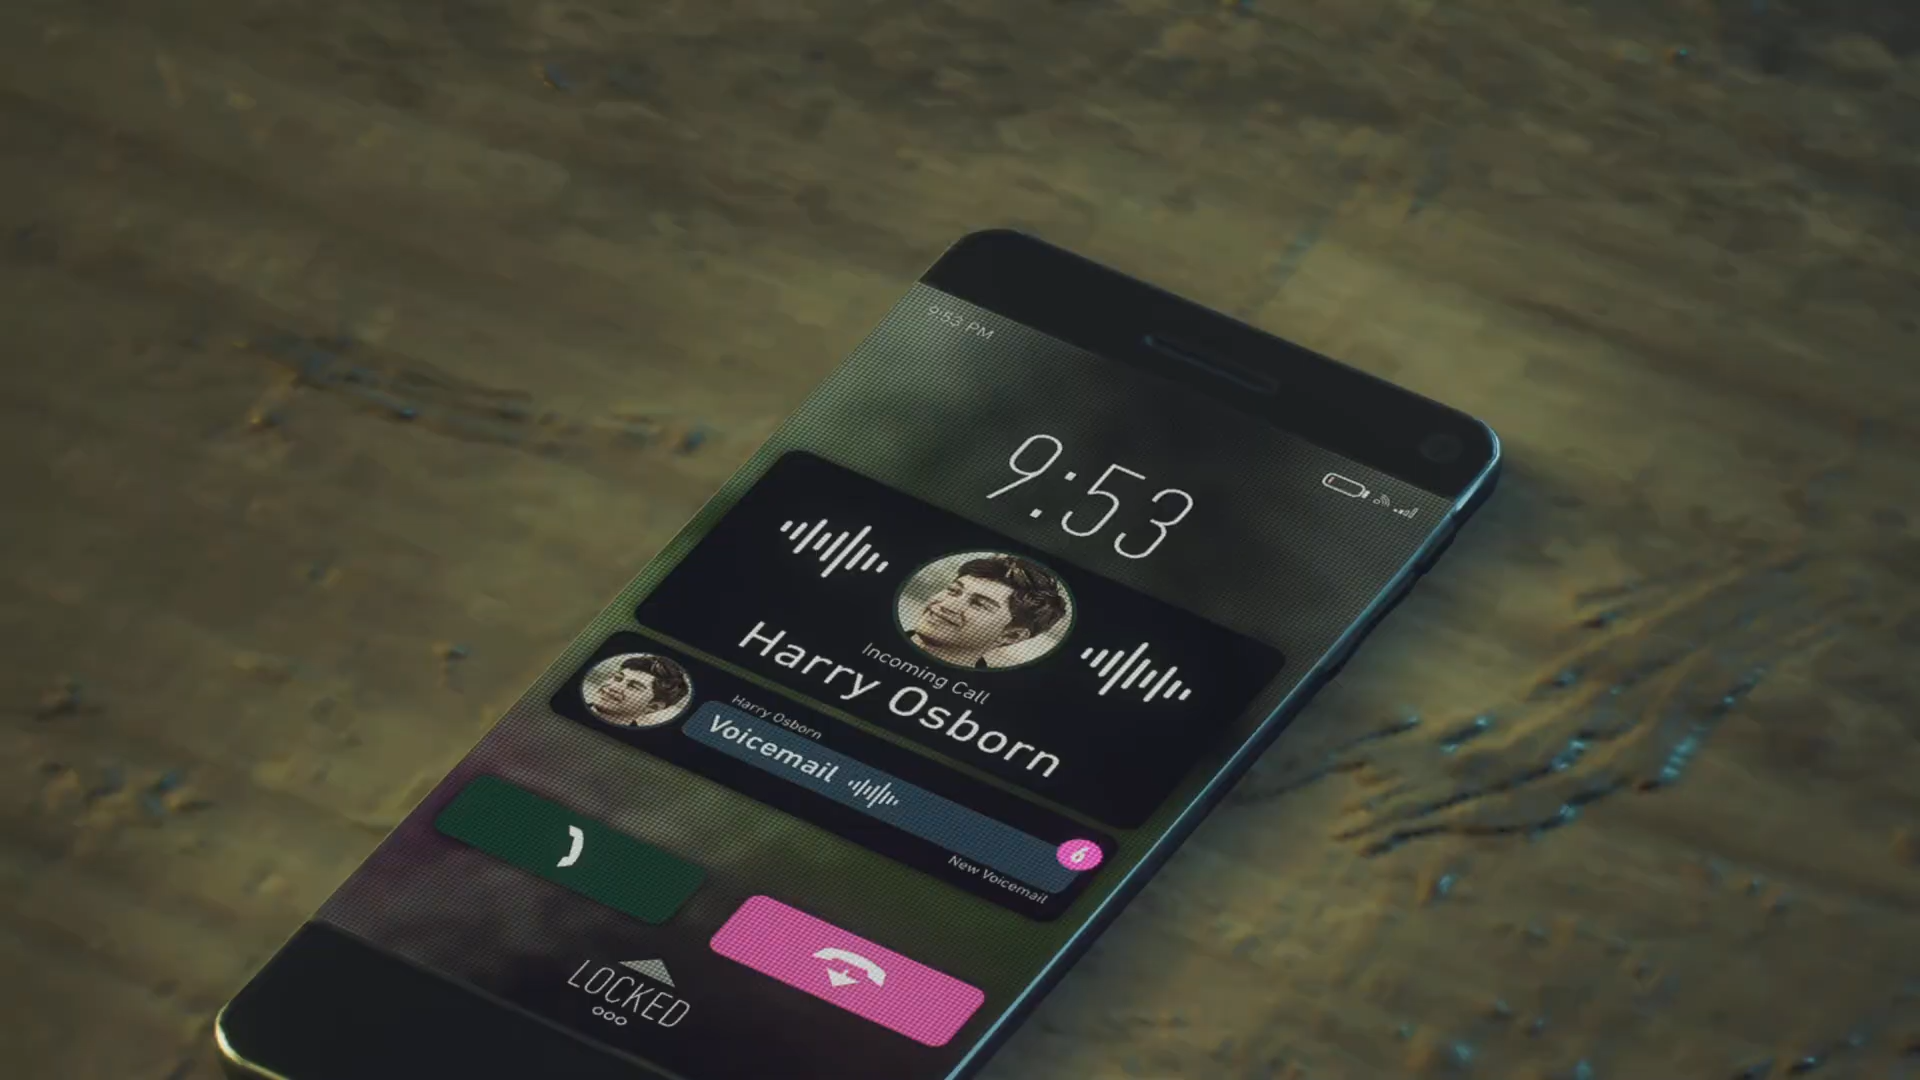 9:53 PM
9:53
Incoming Call
Harry Osborn
Harry Osborn
Voicemail
6
New Voicemail
LOCKED